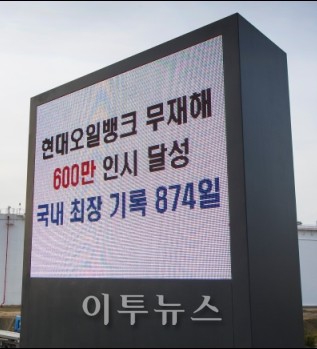 현대오일뱅크 무재해
600만 인시 달성
국내 최장 기록 874일
이투뉴스